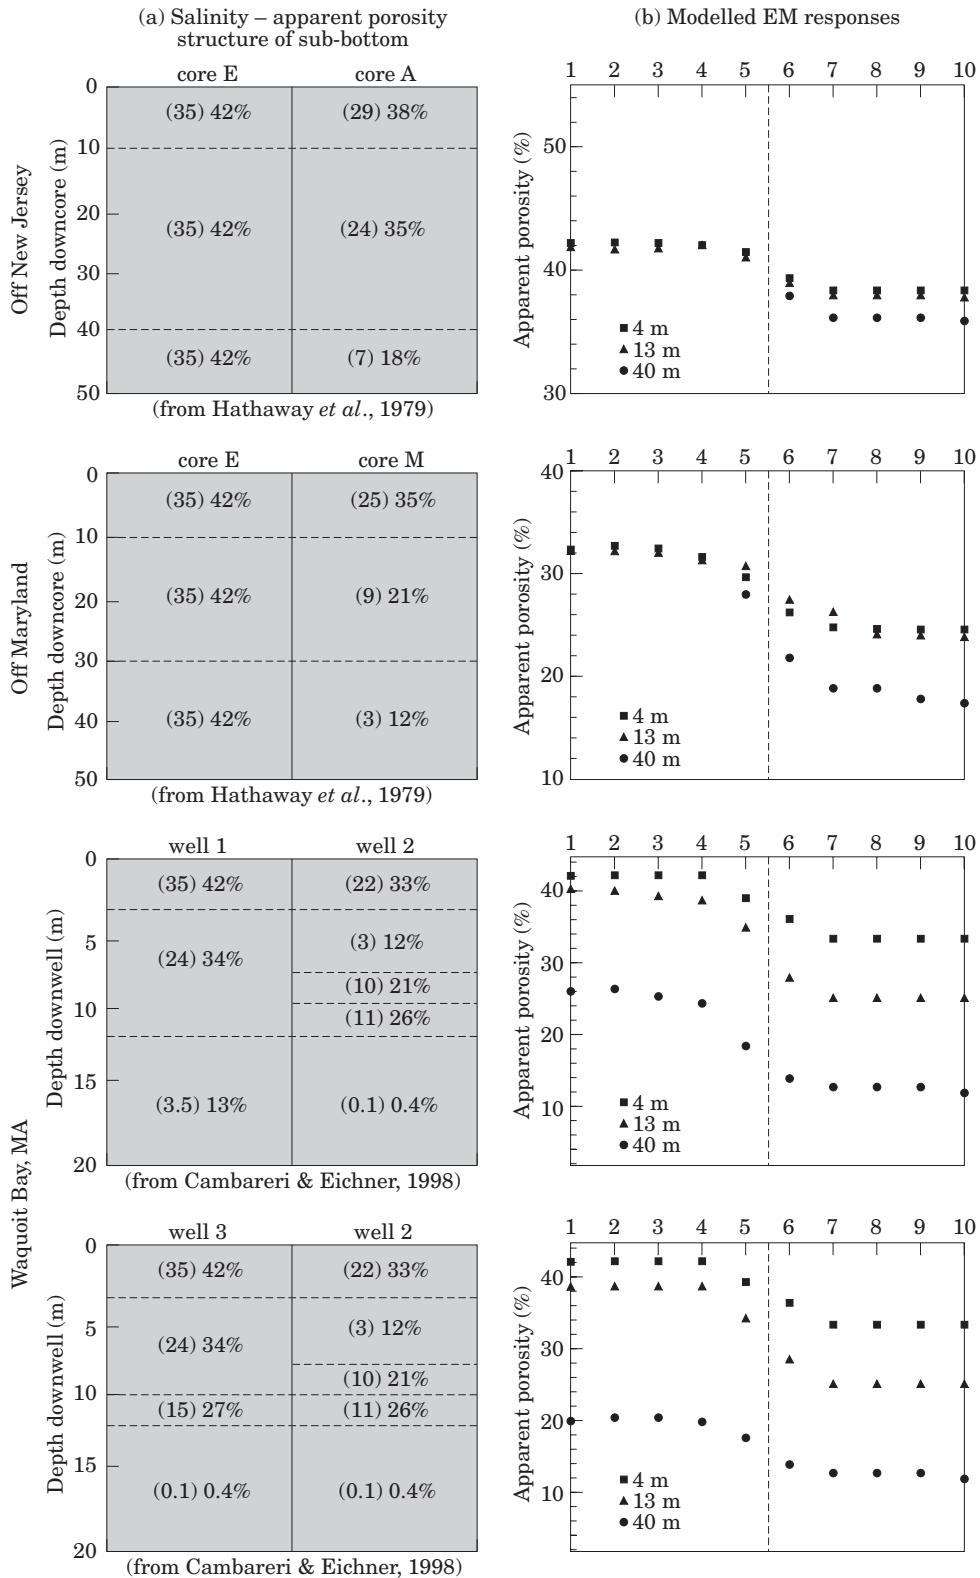 (a) Salinity – apparent porosity
structure of sub-bottom
(b) Modelled EM responses
Off New Jersey
core E core A
Depth downcore (m)
0
10
20
30
40
50
(35) 42% (29) 38%
(35) 42% (24) 35%
(35) 42% (7) 18%
(from Hathaway et al., 1979)
1 2 3 4 5 6 7 8 9 10
Apparent porosity (%)
50
40
30
4 m
13 m
40 m
Off Maryland
core E core M
Depth downcore (m)
0
10
20
30
40
50
(35) 42% (25) 35%
(35) 42% (9) 21%
(35) 42% (3) 12%
(from Hathaway et al., 1979)
1 2 3 4 5 6 7 8 9 10
Apparent porosity (%)
40
30
20
10
4 m
13 m
40 m
Waquoit Bay, MA
well 1 well 2
Depth downwell (m)
0
5
10
15
20
(35) 42% (22) 33%
(24) 34% (3) 12%
(10) 21%
(11) 26%
(3.5) 13% (0.1) 0.4%
(from Cambareri & Eichner, 1998)
1 2 3 4 5 6 7 8 9 10
Apparent porosity (%)
40
30
20
10
4 m
13 m
40 m
well 3 well 2
Depth downwell (m)
0
5
10
15
20
(35) 42% (22) 33%
(24) 34% (3) 12%
(10) 21%
(15) 27% (11) 26%
(0.1) 0.4% (0.1) 0.4%
(from Cambareri & Eichner, 1998)
1 2 3 4 5 6 7 8 9 10
Apparent porosity (%)
40
30
20
10
4 m
13 m
40 m